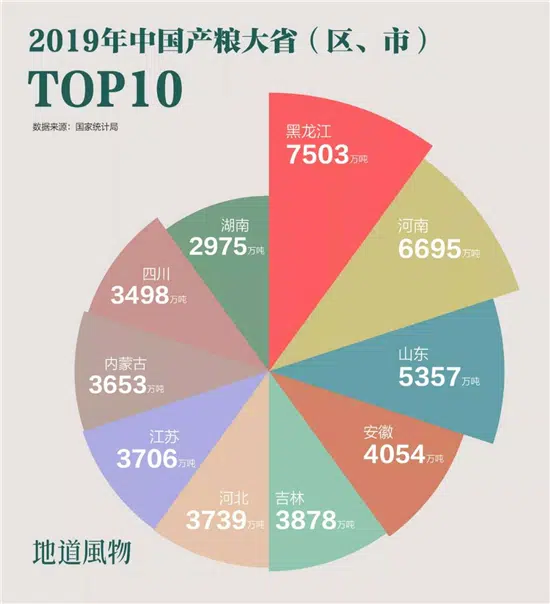 2019年中国产粮大省（区、市）
TOP10
数据来源：国家统计局
黑龙江
7503万吨
河南
6695万吨
山东
5357万吨
安徽
4054万吨
吉林
3878万吨
河北
3739万吨
江苏
3706万吨
内蒙古
3653万吨
四川
3498万吨
湖南
2975万吨
地道風物